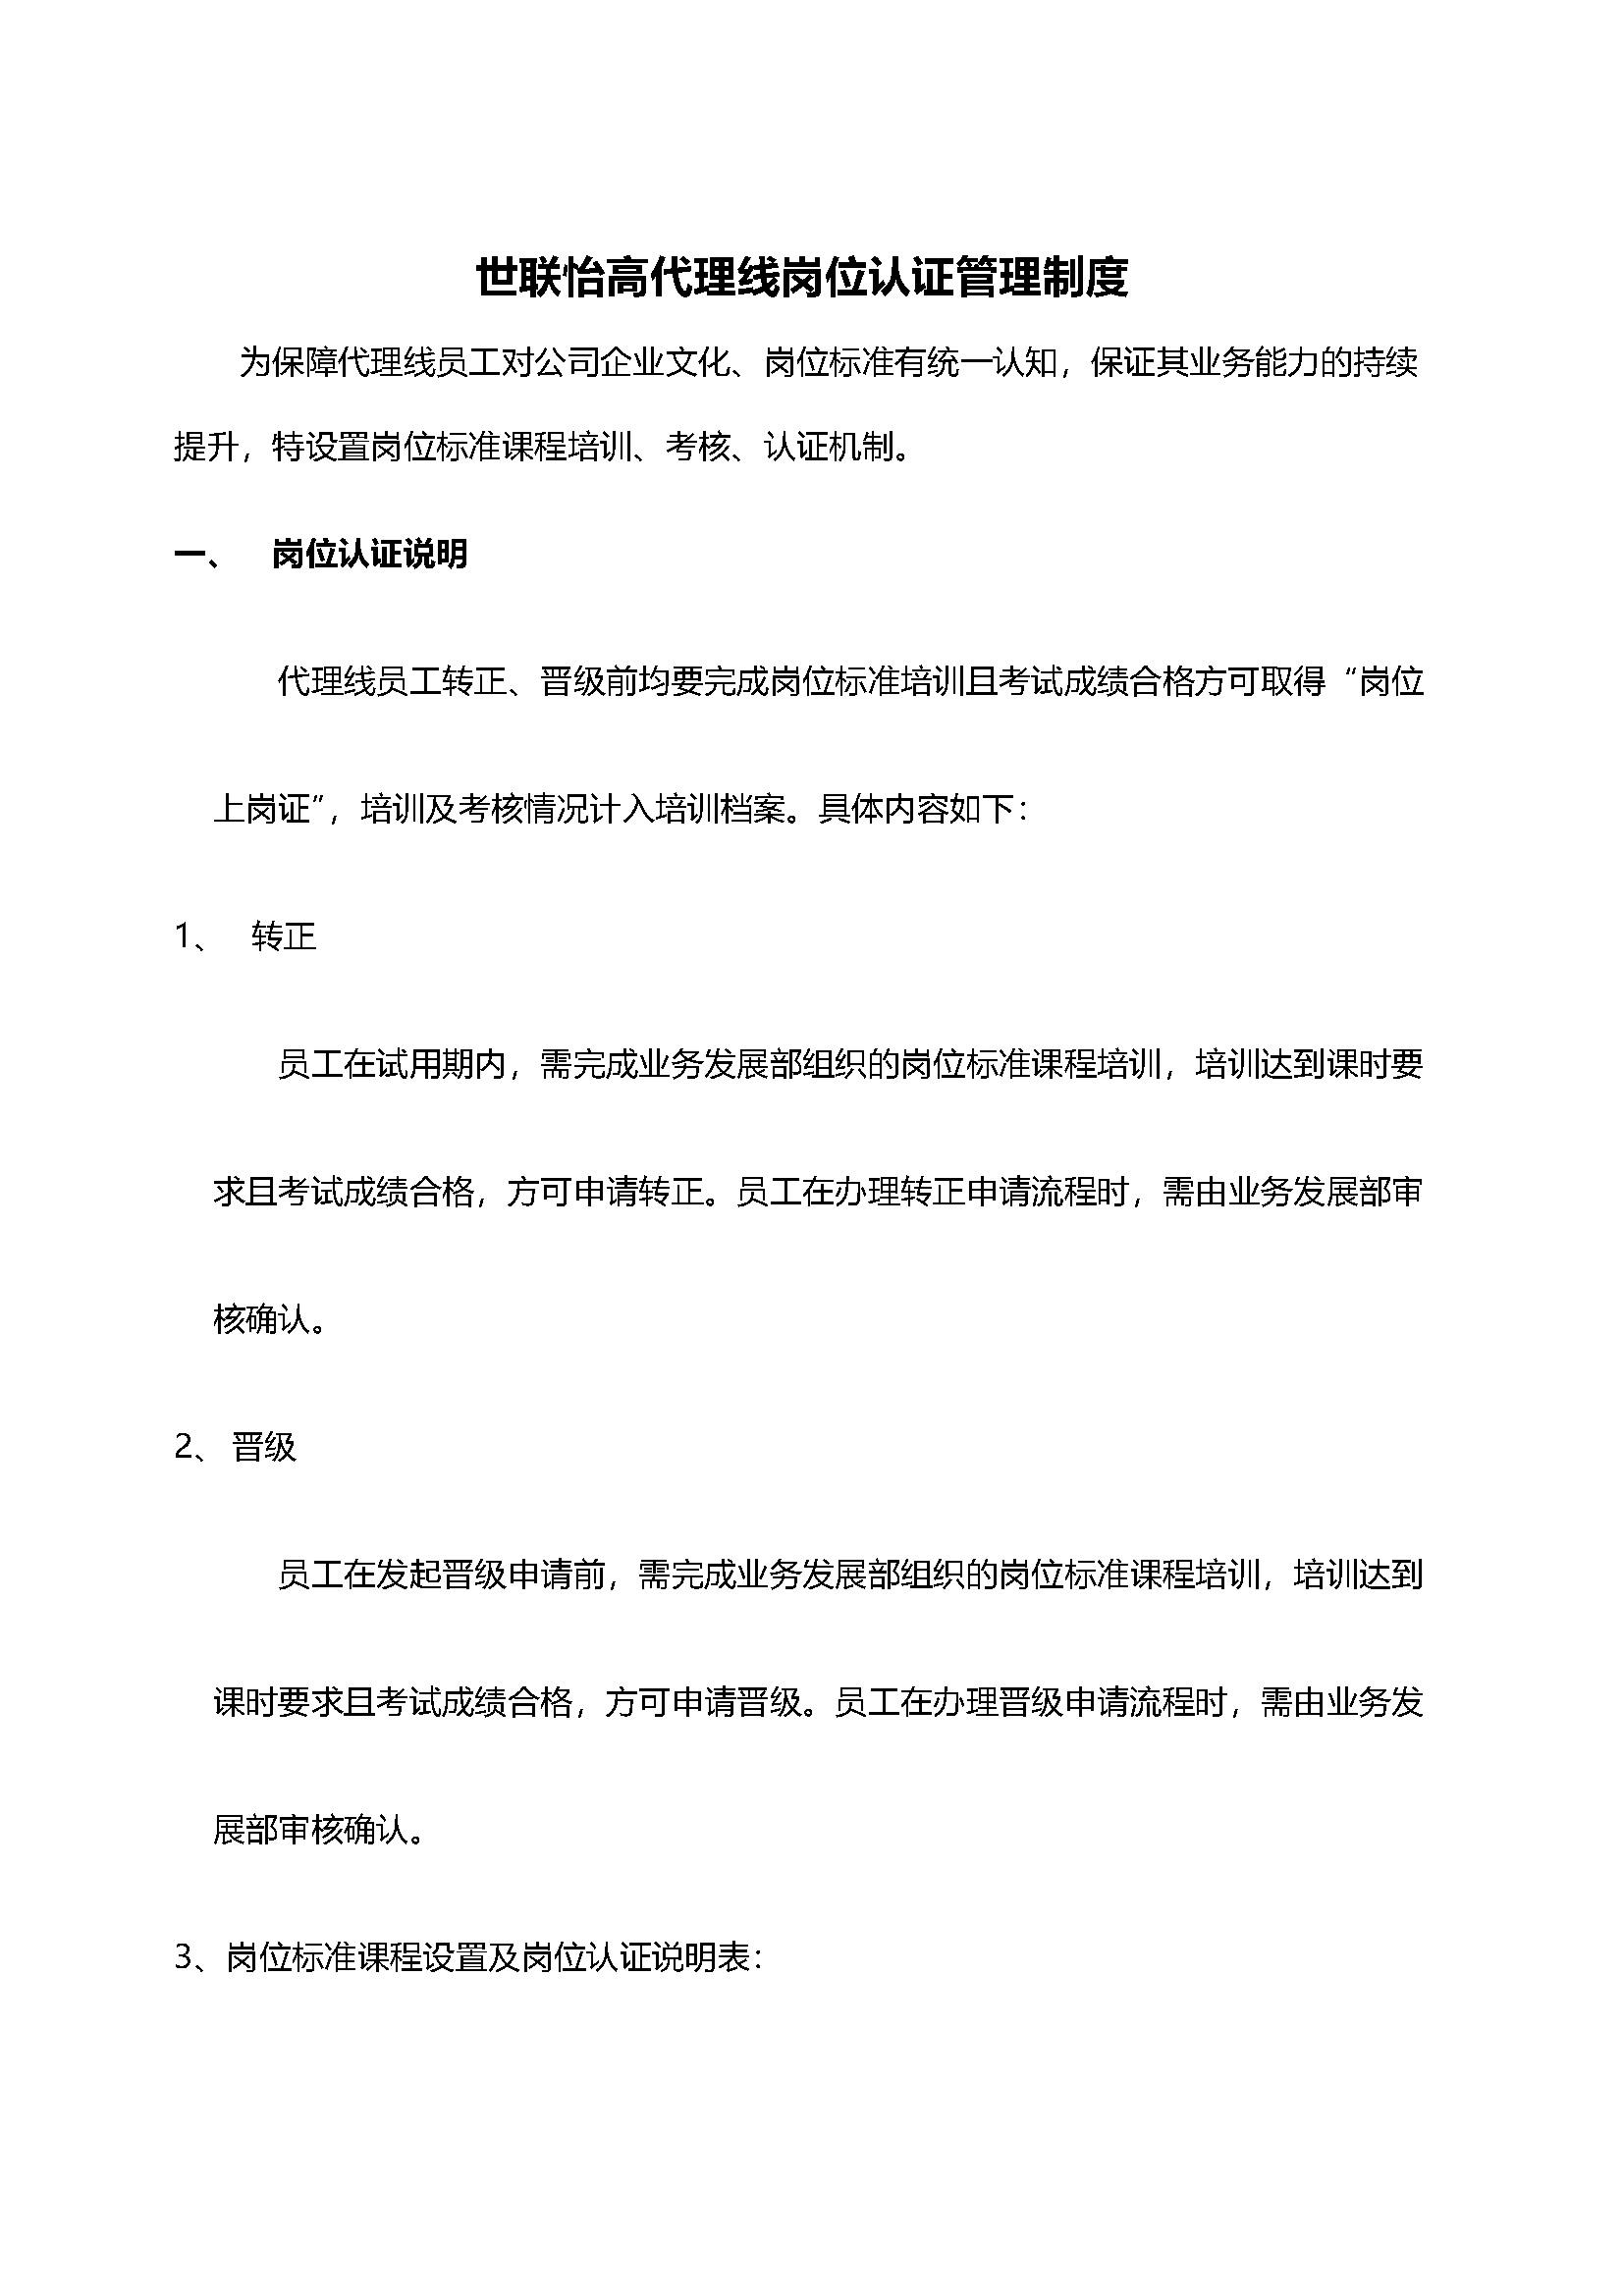 世联怡高代理线岗位认证管理制度
为保障代理线员工对公司企业文化、岗位标准有统一认知，保证其业务能力的持续
提升，特设置岗位标准课程培训、考核、认证机制。
一、 岗位认证说明
代理线员工转正、晋级前均要完成岗位标准培训且考试成绩合格方可取得“岗位
上岗证”，培训及考核情况计入培训档案。具体内容如下：
1、 转正
员工在试用期内，需完成业务发展部组织的岗位标准课程培训，培训达到课时要
求且考试成绩合格，方可申请转正。员工在办理转正申请流程时，需由业务发展部审
核确认。
2、 晋级
员工在发起晋级申请前，需完成业务发展部组织的岗位标准课程培训，培训达到
课时要求且考试成绩合格，方可申请晋级。员工在办理晋级申请流程时，需由业务发
展部审核确认。
3、岗位标准课程设置及岗位认证说明表：